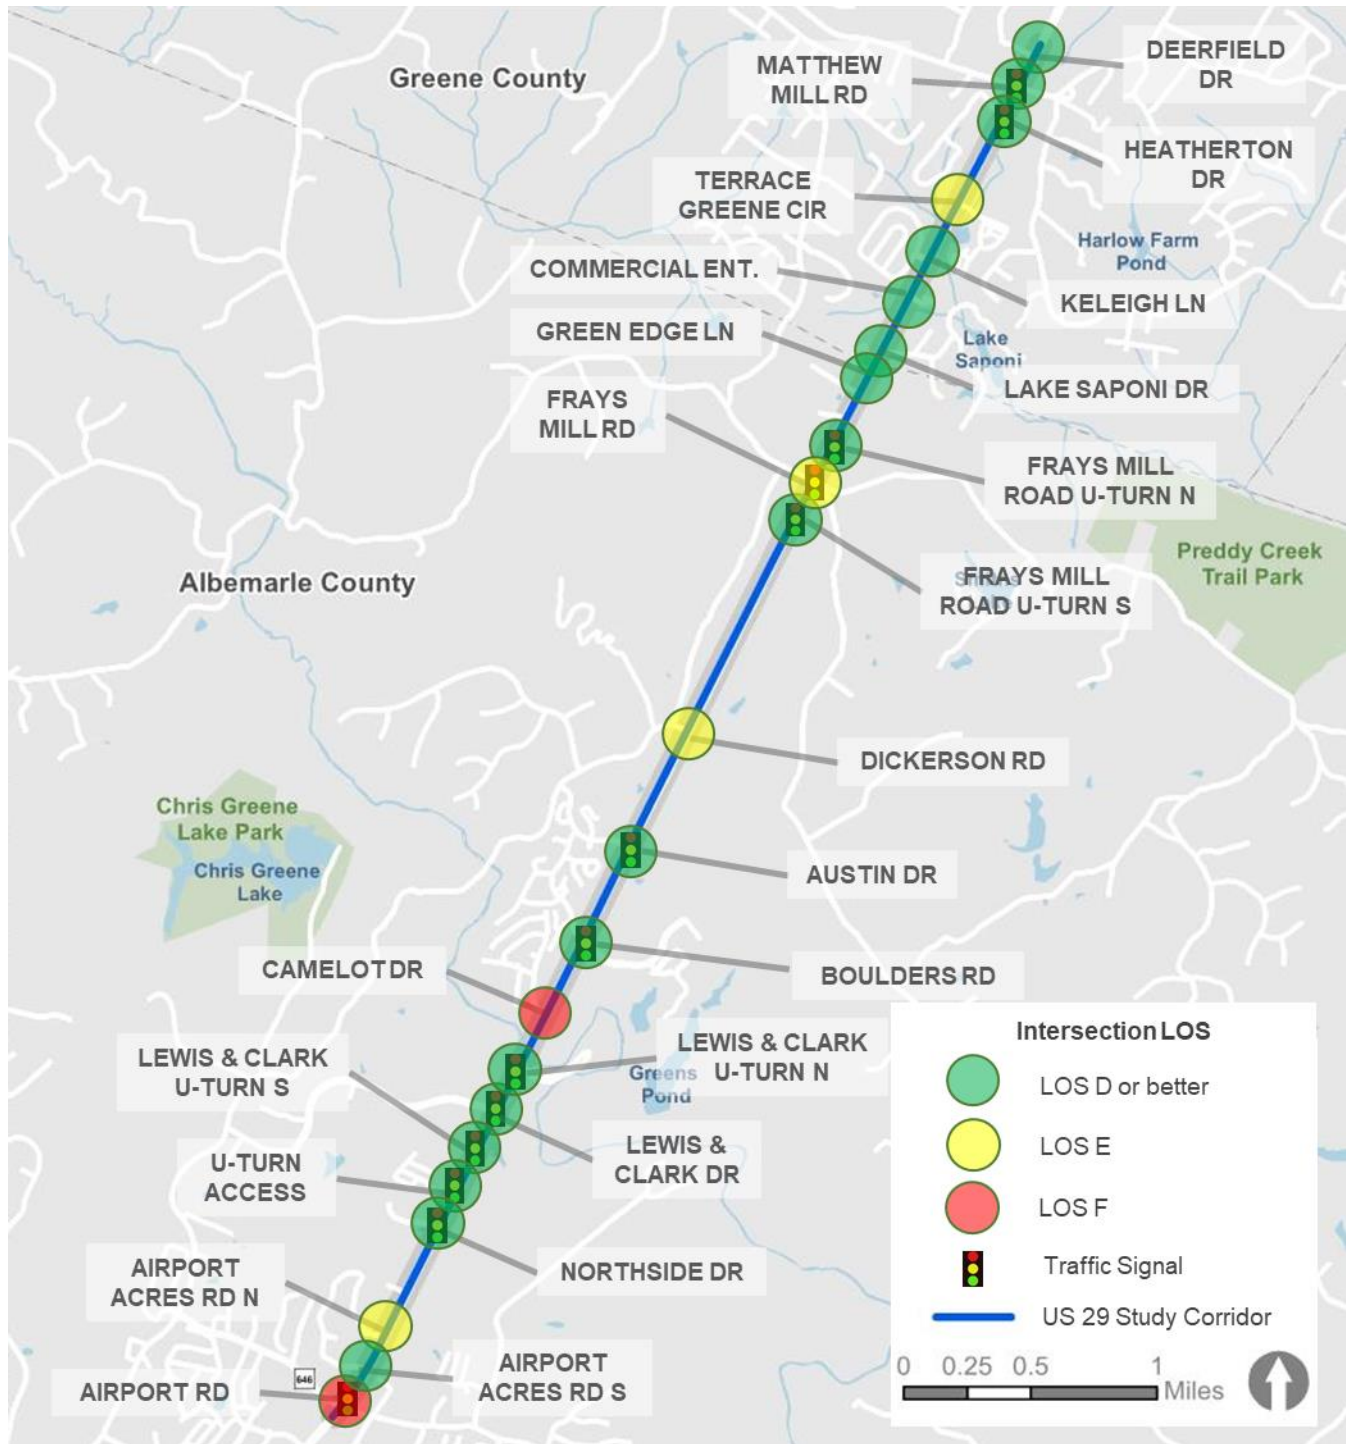 Greene County
MATTHEW
MILL RD
DEERFIELD
DR
HEATHERTON
DR
TERRACE
GREENE CIR
Harlow Farm
Pond
COMMERCIAL ENT.
KELEIGH LN
GREEN EDGE LN
Lake
Saponi
LAKE SAPONI DR
FRAYS
MILL RD
FRAYS MILL
ROAD U-TURN N
Preddy Creek
Trail Park
Albemarle County
FRAYS MILL
ROAD U-TURN S
DICKERSON RD
Chris Greene
Lake Park
Chris Greene
Lake
AUSTIN DR
CAMELOT DR
BOULDERS RD
LEWIS & CLARK
U-TURN S
LEWIS & CLARK
U-TURN N
Greens
Pond
U-TURN
ACCESS
LEWIS &
CLARK DR
AIRPORT
ACRES RD N
NORTHSIDE DR
646
AIRPORT RD
AIRPORT
ACRES RD S
Intersection LOS
LOS D or better
LOS E
LOS F
Traffic Signal
US 29 Study Corridor
0 0.25 0.5 1
Miles